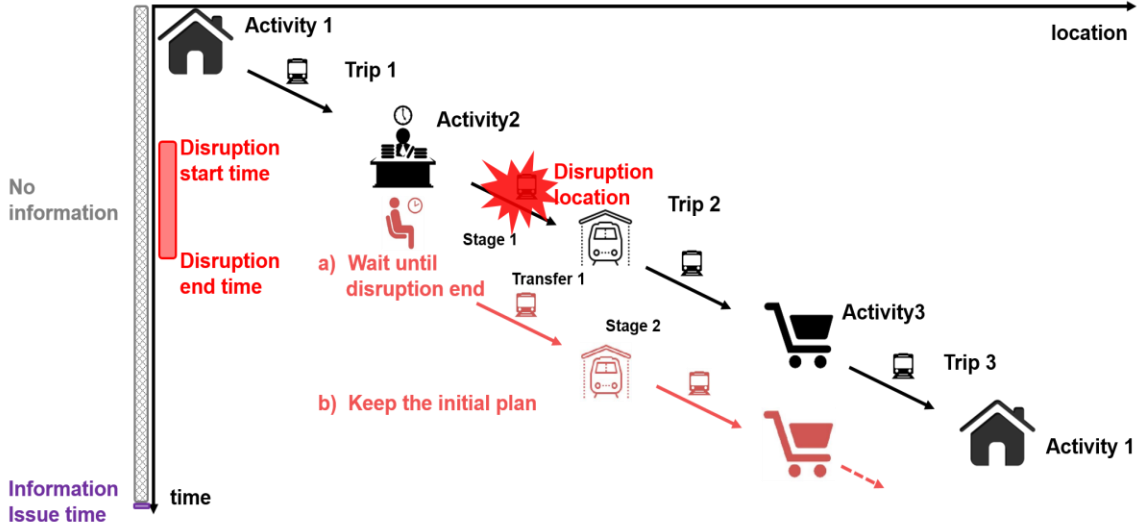 Activity 1
location
Trip 1
Activity2
Disruption
start time
Disruption
location
No
information
Trip 2
Stage 1
Disruption
end time
a) Wait until
disruption end
Transfer 1
Activity3
Stage 2
Trip 3
b) Keep the initial plan
Activity 1
Information
Issue time
time